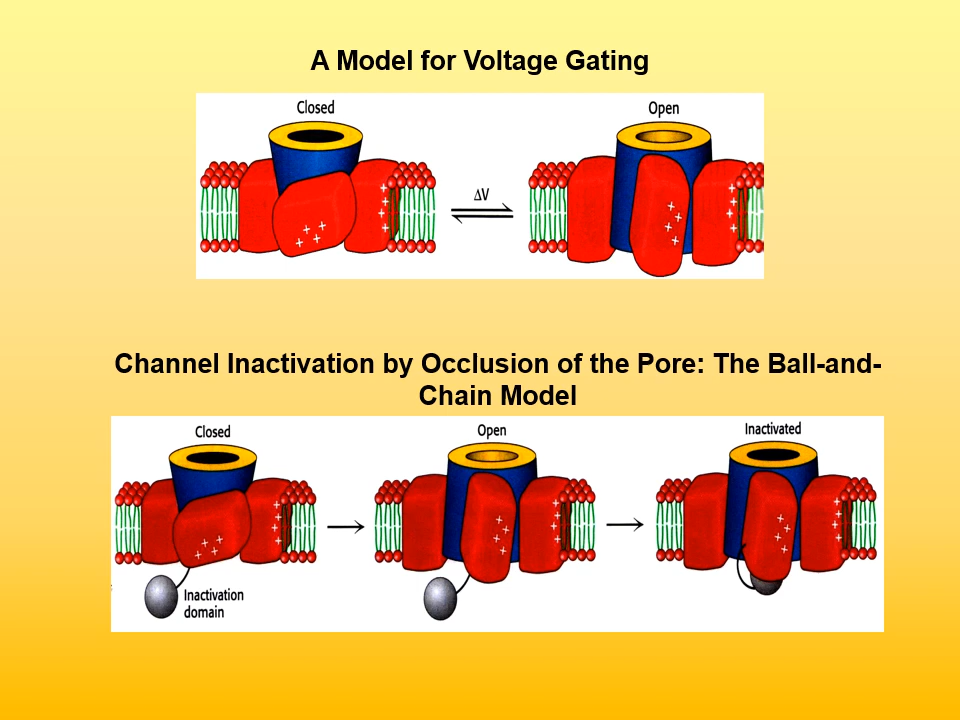 A Model for Voltage Gating
Closed
Open
ΔV
Channel Inactivation by Occlusion of the Pore: The Ball-and-
Chain Model
Closed
Open
Inactivated
Inactivation
domain